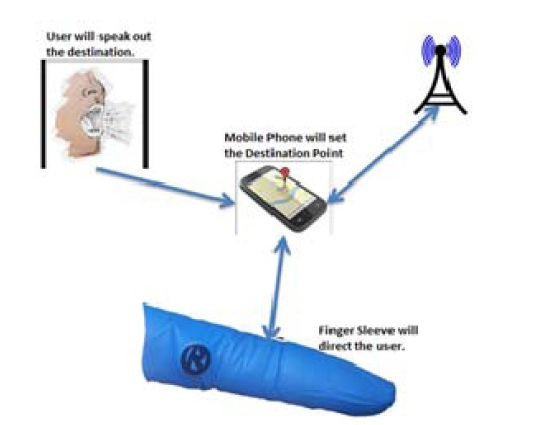 User will speak out
the destination.
Mobile Phone will set
the Destination Point
Finger Sleeve will
direct the user.
R